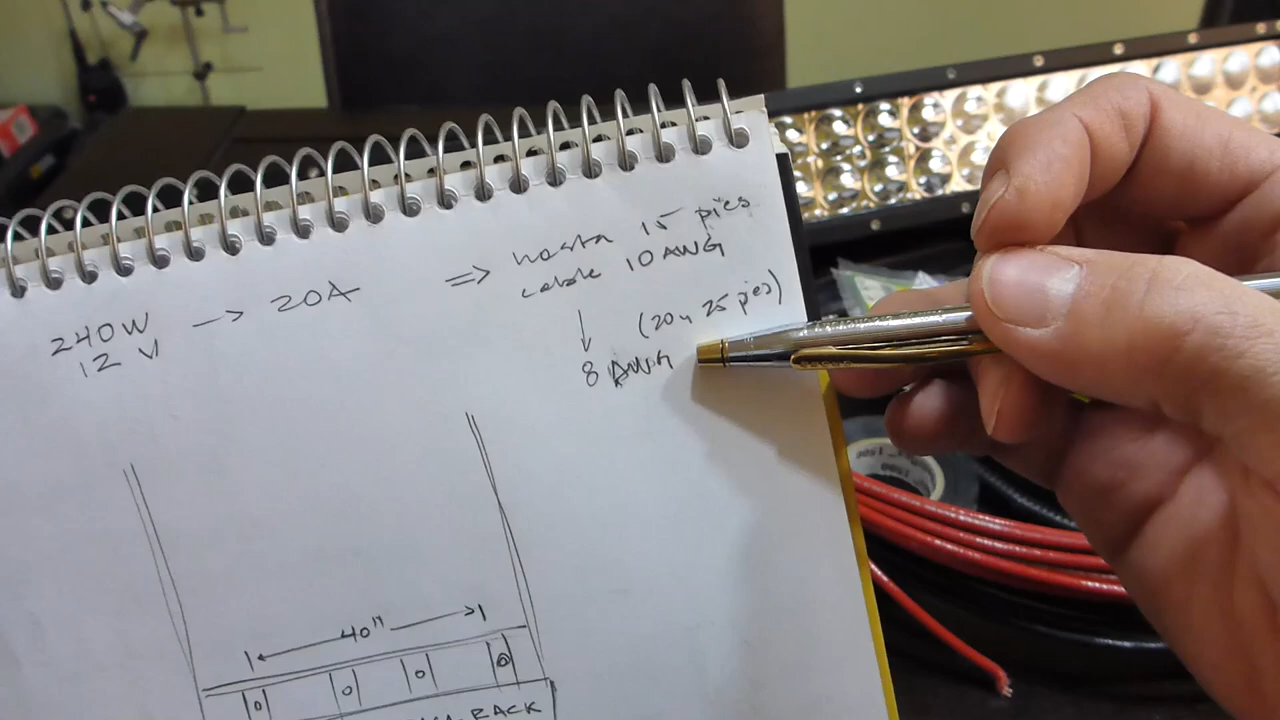 240W → 20A ⇒ hasta 15 pies
12 V cable 10 AWG
↓ (20 u 25 pies)
8 AWG
40"
RACK